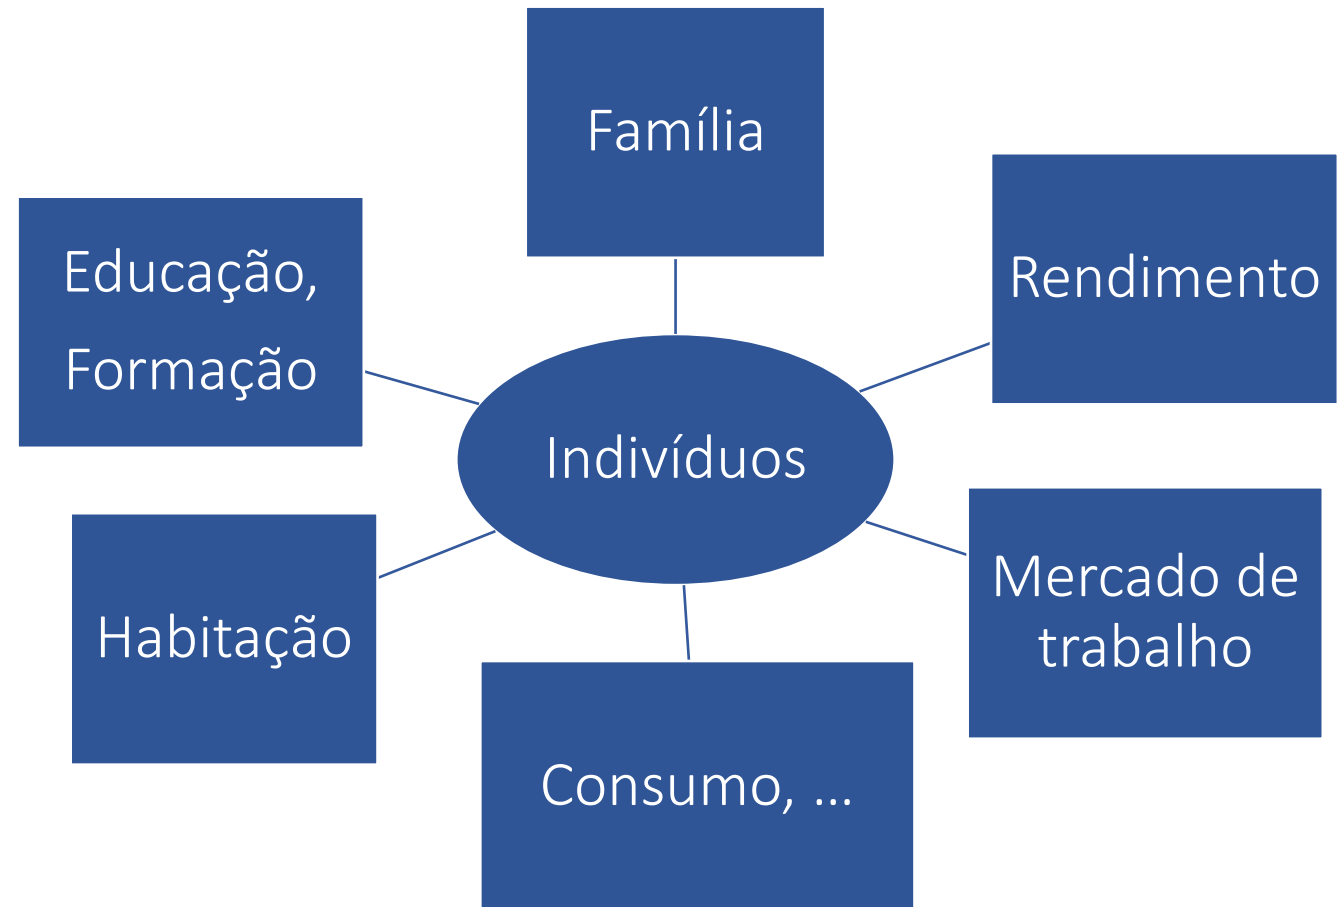 Família
Rendimento
Educação,
Formação
Indivíduos
Mercado de
trabalho
Habitação
Consumo, ...